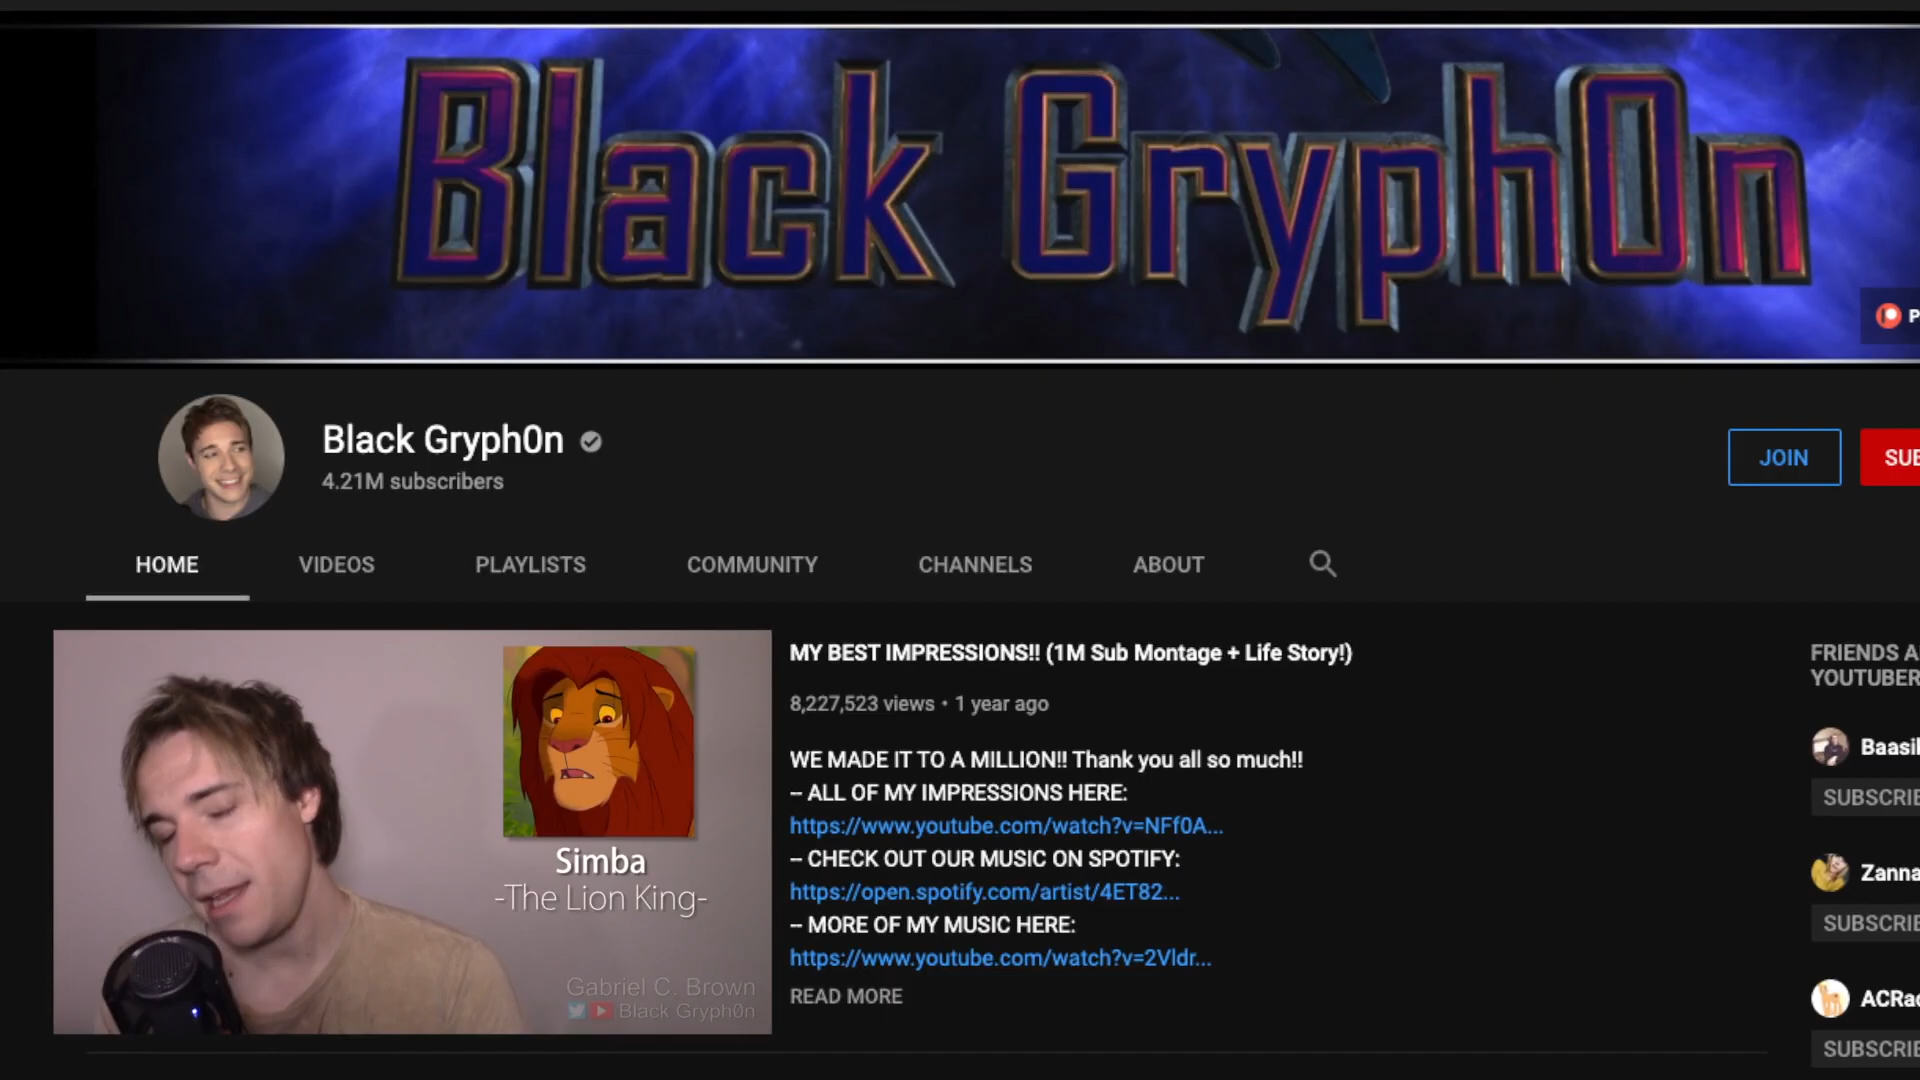 Black Gryph0n
Black Gryph0n
4.21M subscribers
JOIN
HOME
VIDEOS
PLAYLISTS
COMMUNITY
CHANNELS
ABOUT
Simba
-The Lion King-
Gabriel C. Brown
Black Gryph0n
MY BEST IMPRESSIONS!! (1M Sub Montage + Life Story!)
8,227,523 views • 1 year ago
WE MADE IT TO A MILLION!! Thank you all so much!!
-- ALL OF MY IMPRESSIONS HERE:
https://www.youtube.com/watch?v=NFf0A...
-- CHECK OUT OUR MUSIC ON SPOTIFY:
https://open.spotify.com/artist/4ET82...
-- MORE OF MY MUSIC HERE:
https://www.youtube.com/watch?v=2Vldr...
READ MORE
FRIENDS